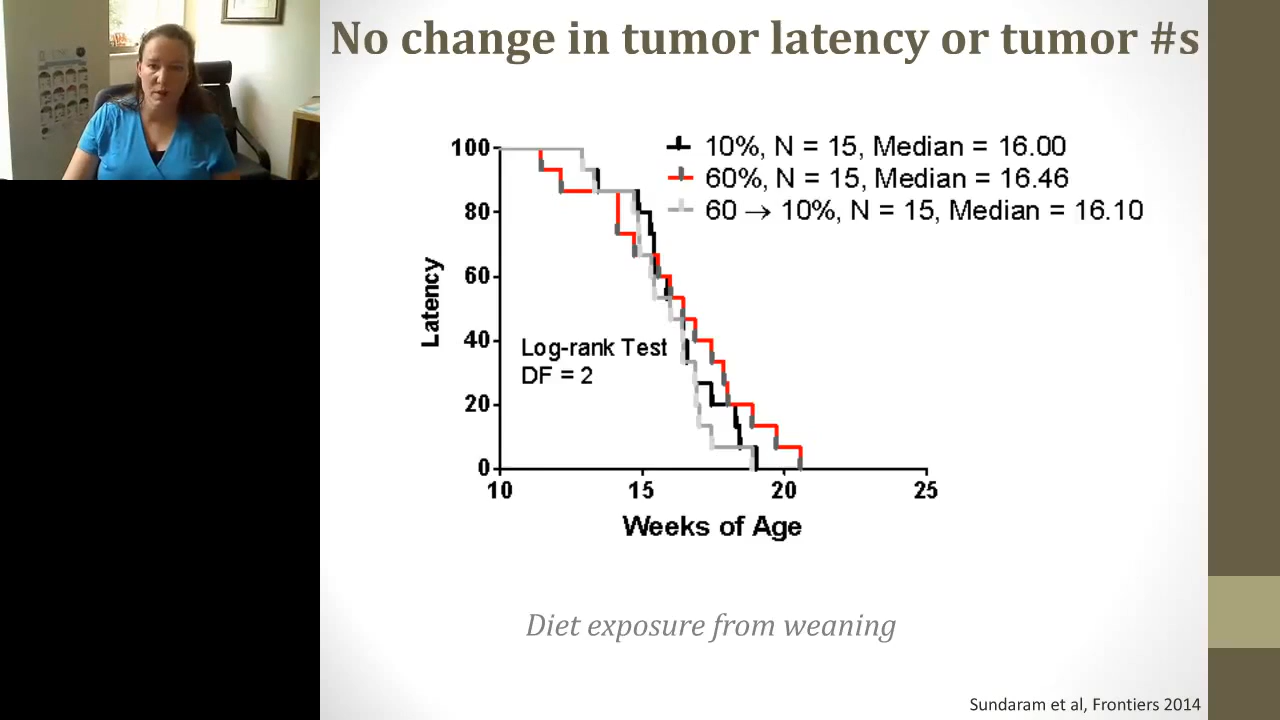 No change in tumor latency or tumor #s
10%, N = 15, Median = 16.00
60%, N = 15, Median = 16.46
60 → 10%, N = 15, Median = 16.10
100
80
60
40
20
0
Latency
Log-rank Test
DF = 2
10
15
20
25
Weeks of Age
Diet exposure from weaning
Sundaram et al, Frontiers 2014